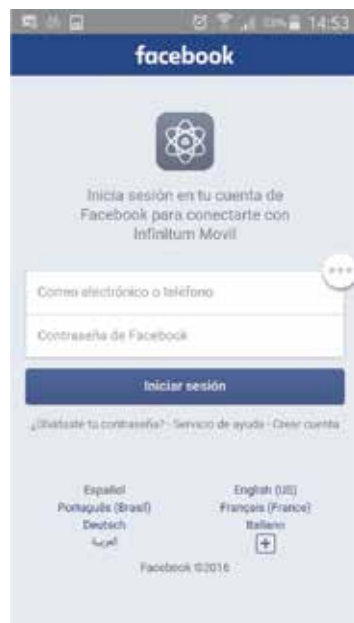 14:53
facebook
Inicia sesión en tu cuenta de
Facebook para conectarte con
Infinitum Movil
Correo electrónico o teléfono
Contraseña de Facebook
Iniciar sesión
¿Olvidaste tu contraseña? · Servicio de ayuda · Crear cuenta
Español English (US)
Português (Brasil) Français (France)
Deutsch Italiano
العربية
Facebook ©2016